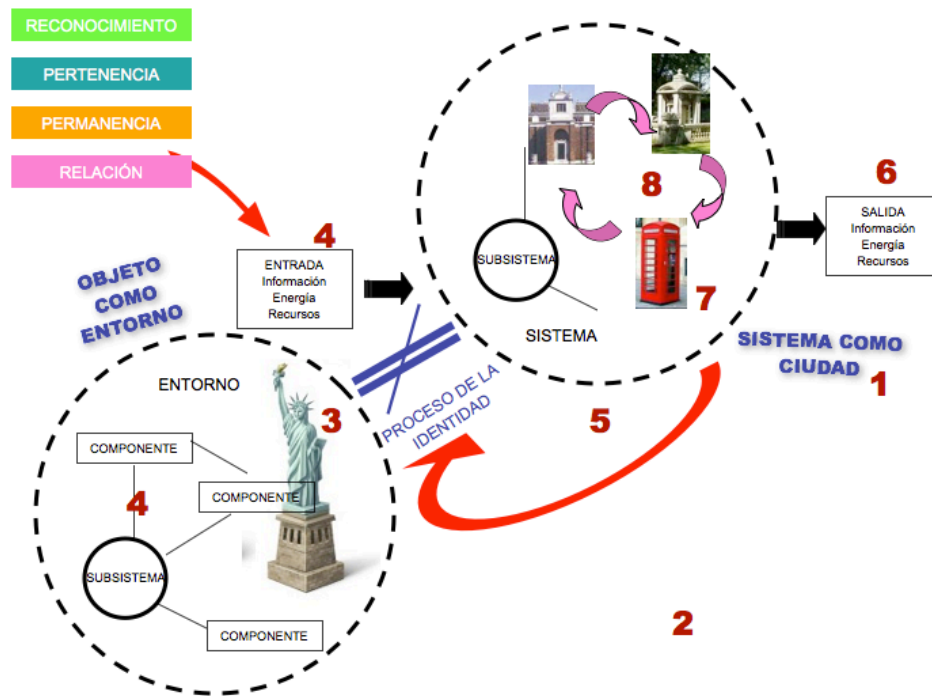 RECONOCIMIENTO
PERTENENCIA
PERMANENCIA
RELACIÓN
4
ENTRADA
Información
Energía
Recursos
OBJETO
COMO
ENTORNO
8
SUBSISTEMA
7
SISTEMA
6
SALIDA
Información
Energía
Recursos
SISTEMA COMO
CIUDAD
1
5
PROCESO DE LA
IDENTIDAD
ENTORNO
3
COMPONENTE
COMPONENTE
4
SUBSISTEMA
COMPONENTE
2